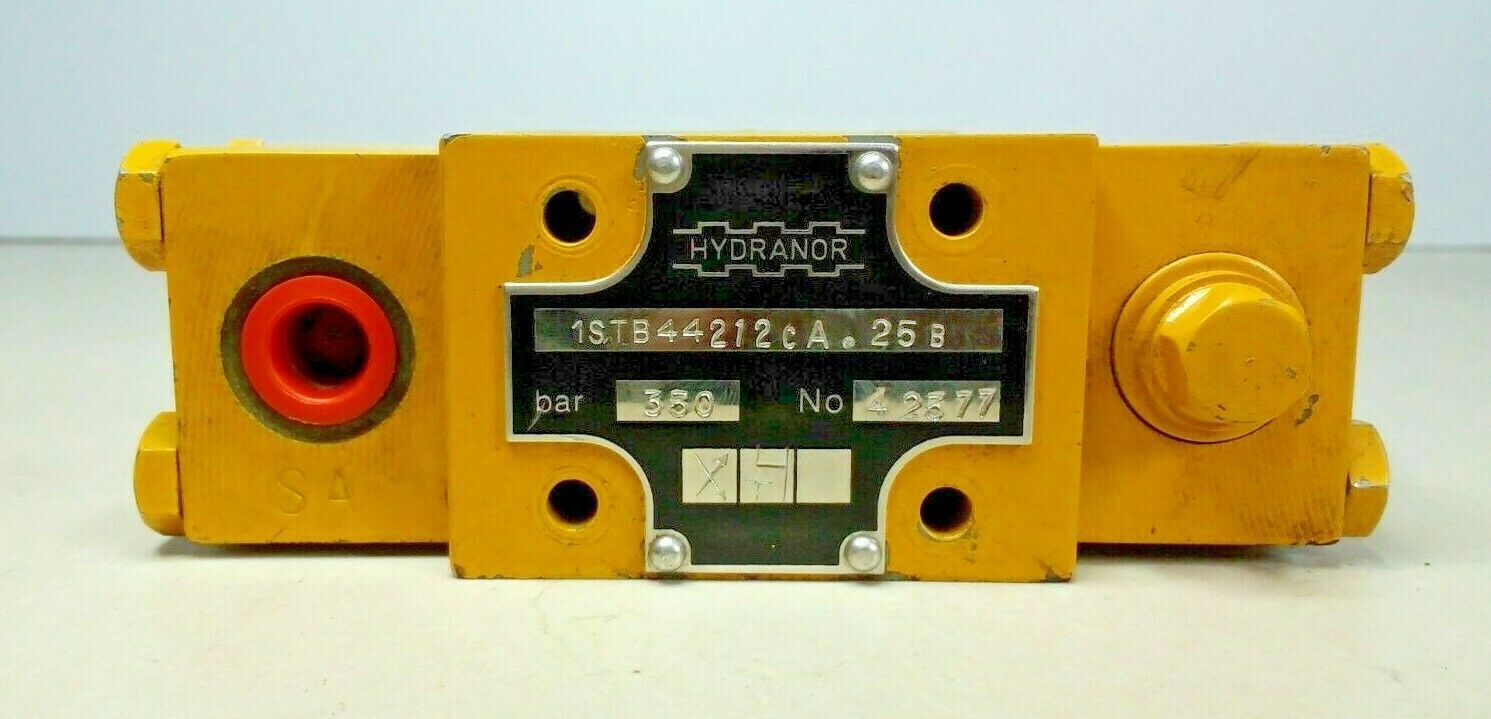 HYDRANOR
1STB44212CA.25B
bar 350 No 42377
SA